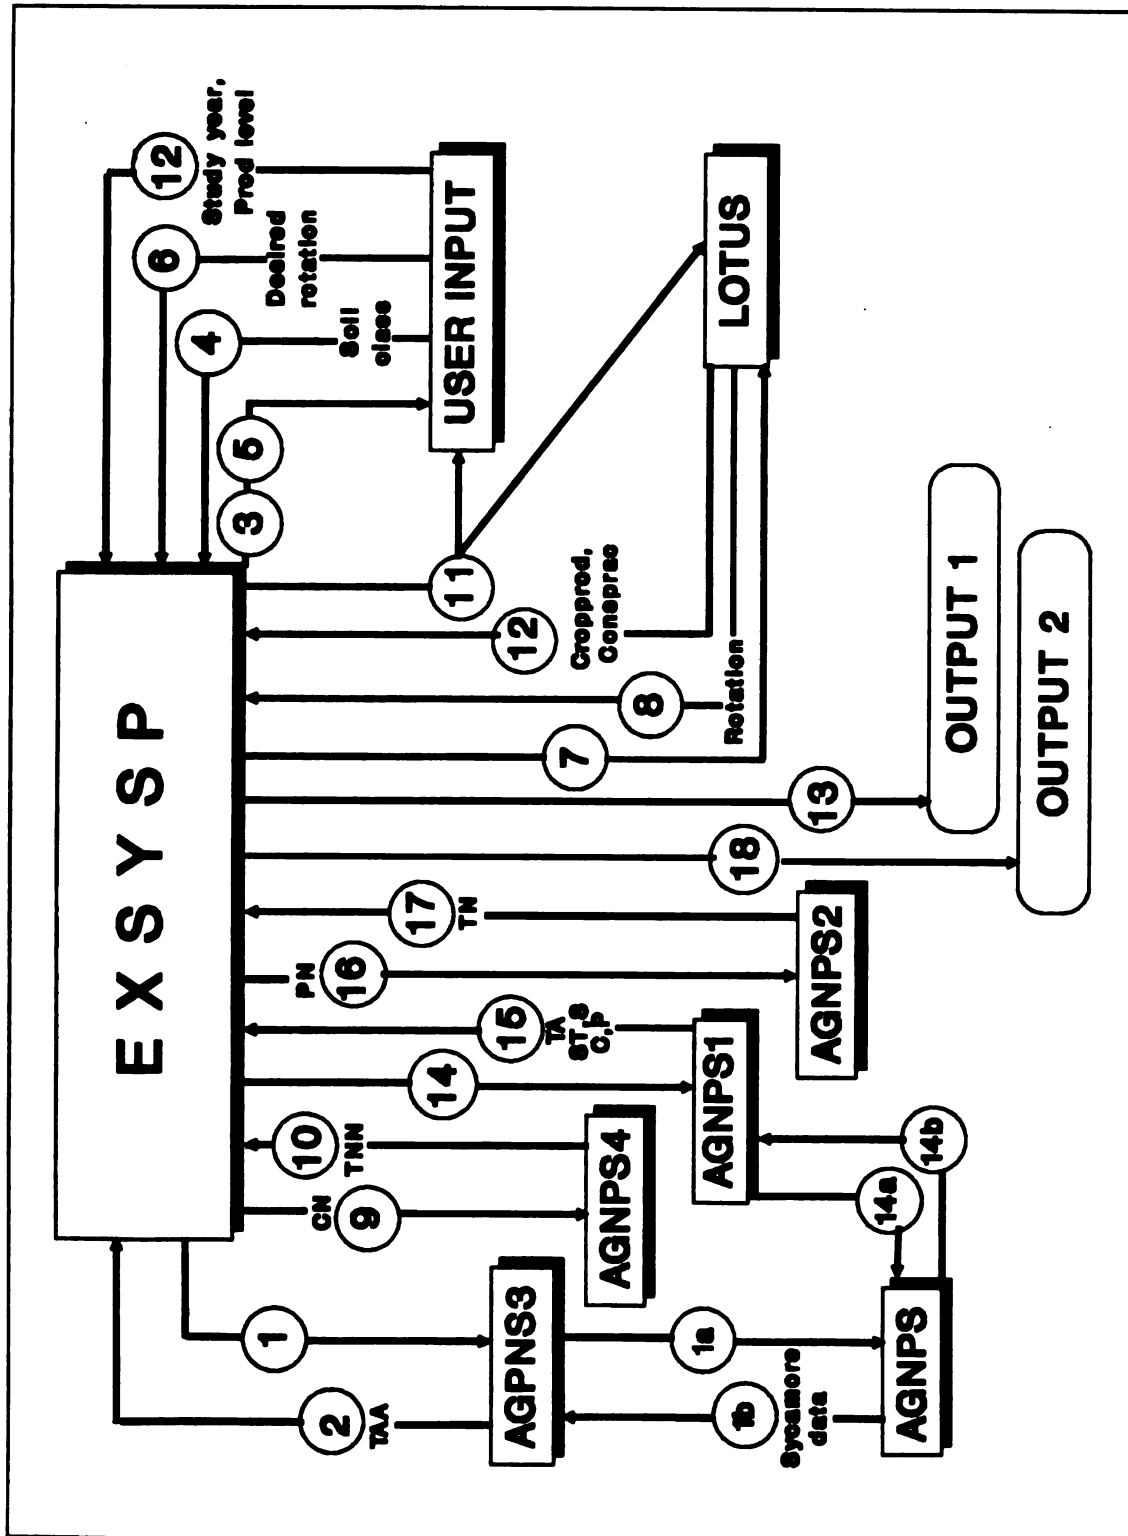 E X S Y S P
1
2
TAA
AGPNS3
1a
1b
Sycamore
data
AGNPS
CN
9
10
TNN
AGNPS4
14
15
TA
ST, S
C, P
AGNPS1
14a
14b
PN
16
17
TN
AGNPS2
18
13
OUTPUT 1
OUTPUT 2
7
8
Rotation
12
Cropprod,
Consprac
LOTUS
11
3
5
4
Soil
class
6
Desired
rotation
12
Study year,
Prod level
USER INPUT